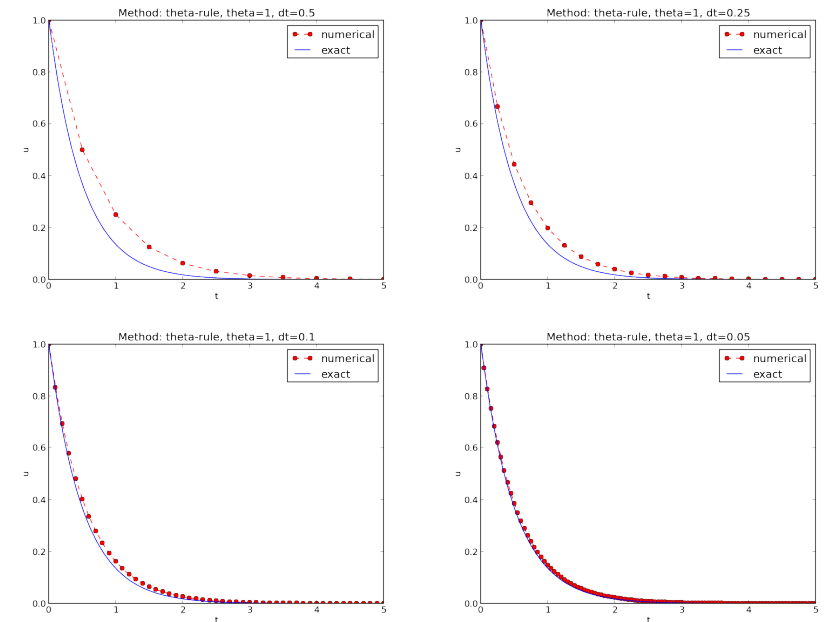 Method: theta-rule, theta=1, dt=0.5
1.0
0.8
0.6
0.4
0.2
0.0
u
numerical
exact
0 1 2 3 4 5
t
Method: theta-rule, theta=1, dt=0.25
1.0
0.8
0.6
0.4
0.2
0.0
u
numerical
exact
0 1 2 3 4 5
t
Method: theta-rule, theta=1, dt=0.1
1.0
0.8
0.6
0.4
0.2
0.0
u
numerical
exact
0 1 2 3 4 5
t
Method: theta-rule, theta=1, dt=0.05
1.0
0.8
0.6
0.4
0.2
0.0
u
numerical
exact
0 1 2 3 4 5
t